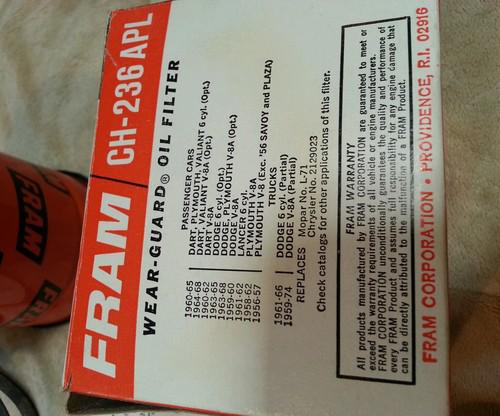 FRAM CH-236APL
WEAR-GUARD® OIL FILTER
PASSENGER CARS
1960-65 DART, PLYMOUTH, VALIANT 6 cyl. (Opt.)
1964-68 DART, VALIANT V-8A (Opt.)
1960-62 DART V-8A
1963-65 DODGE 6 cyl. (Opt.)
1963-68 DODGE, PLYMOUTH V-8A (Opt.)
1959-60 DODGE V-8A
1961-62 LANCER 6 cyl.
1958-62 PLYMOUTH V-8A
1956-57 PLYMOUTH V-8 (Exc. '56 SAVOY and PLAZA)
TRUCKS
1961-66 DODGE 6 cyl. (Partial)
1959-74 DODGE V-8A (Partial)
REPLACES Mopar No. L-71
Chrysler No. 2129023
Check catalogs for other applications of this filter.
FRAM WARRANTY
All products manufactured by FRAM CORPORATION are guaranteed to meet or
exceed the warranty requirements of all vehicle or engine manufacturers.
FRAM CORPORATION unconditionally guarantees the quality and performance of
every FRAM Product and assumes full responsibility for any engine damage that
can be directly attributed to the malfunction of a FRAM Product.
FRAM CORPORATION • PROVIDENCE, R.I. 02916
FRAM